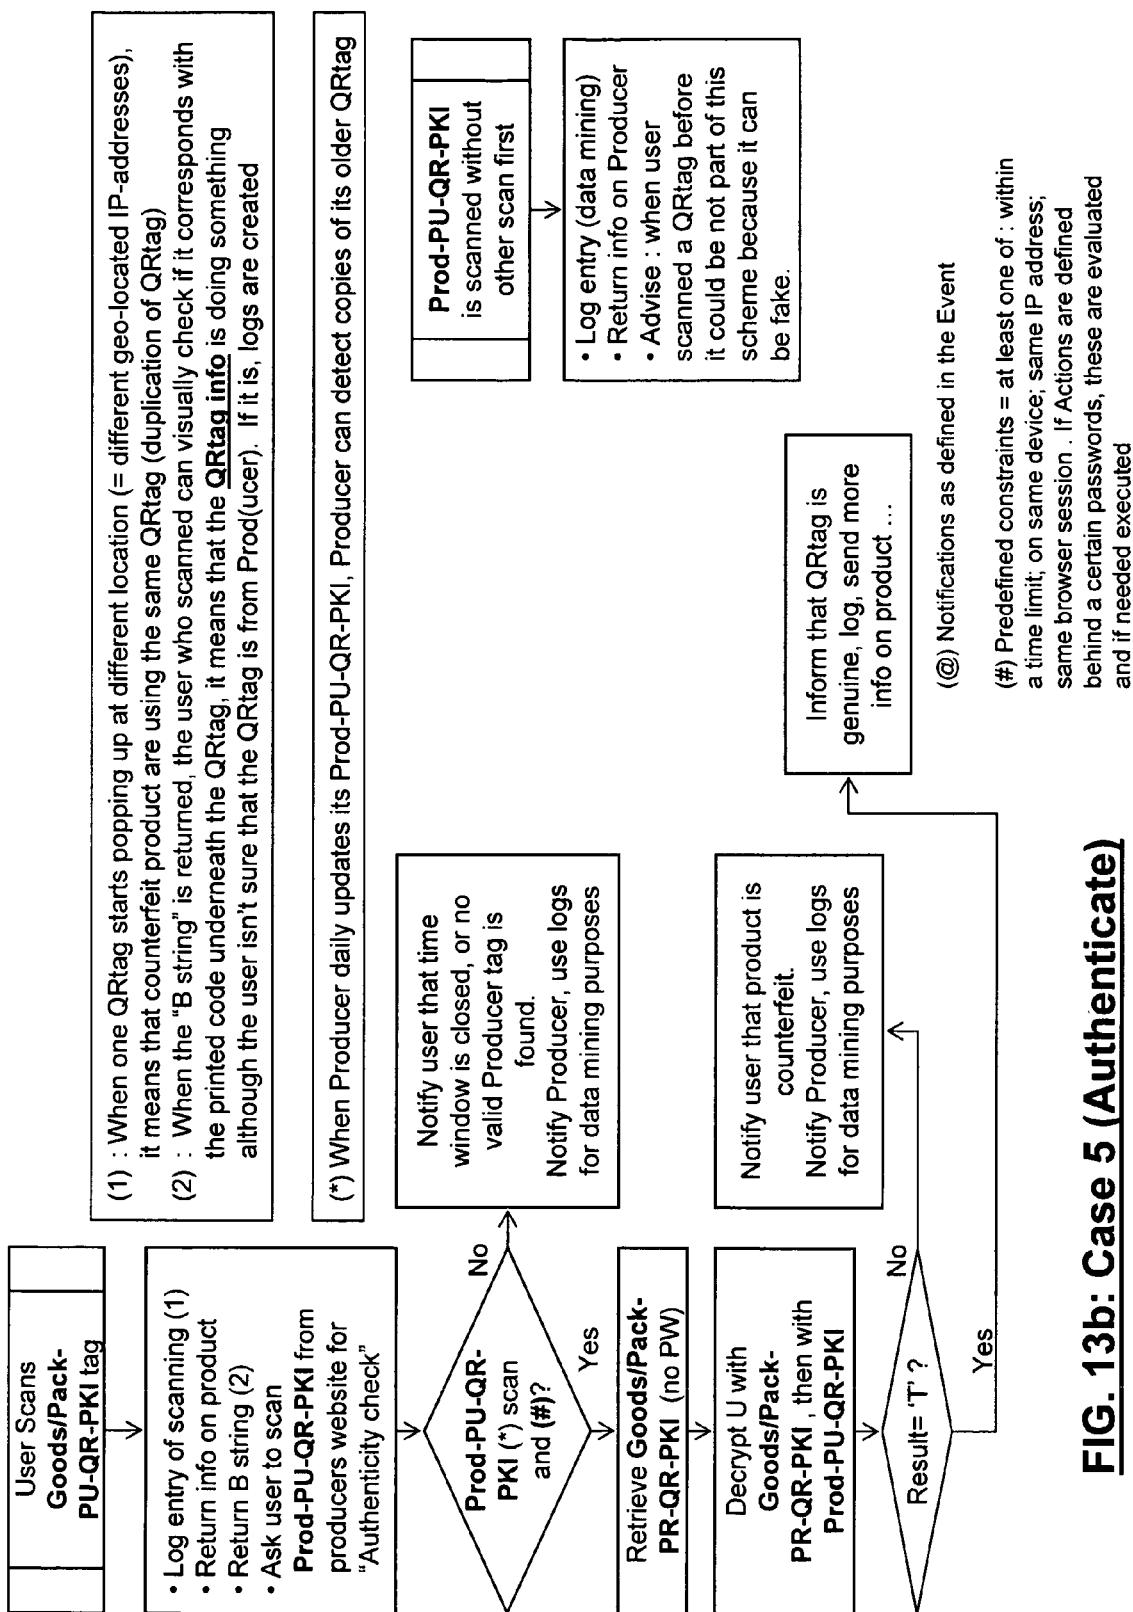 User Scans
Goods/Pack-
PU-QR-PKI tag
• Log entry of scanning (1)
• Return info on product
• Return B string (2)
• Ask user to scan
Prod-PU-QR-PKI from
producers website for
“Authenticity check”
Prod-PU-QR-
PKI (*) scan
and (#)?
No
Yes
Retrieve Goods/Pack-
PR-QR-PKI (no PW)
Decrypt U with
Goods/Pack-
PR-QR-PKI , then with
Prod-PU-QR-PKI
Result= ‘T’ ?
No
Yes
(1) : When one QRtag starts popping up at different location (= different geo-located IP-addresses),
it means that counterfeit product are using the same QRtag (duplication of QRtag)
(2) : When the “B string” is returned, the user who scanned can visually check if it corresponds with
the printed code underneath the QRtag, it means that the QRtag info is doing something
although the user isn’t sure that the QRtag is from Prod(ucer). If it is, logs are created
(*) When Producer daily updates its Prod-PU-QR-PKI, Producer can detect copies of its older QRtag
Notify user that time
window is closed, or no
valid Producer tag is
found.
Notify Producer, use logs
for data mining purposes
Notify user that product is
counterfeit.
Notify Producer, use logs
for data mining purposes
Prod-PU-QR-PKI
is scanned without
other scan first
• Log entry (data mining)
• Return info on Producer
• Advise : when user
scanned a QRtag before
it could be not part of this
scheme because it can
be fake.
Inform that QRtag is
genuine, log, send more
info on product …
(@) Notifications as defined in the Event
(#) Predefined constraints = at least one of : within
a time limit; on same device; same IP address;
same browser session . If Actions are defined
behind a certain passwords, these are evaluated
and if needed executed
FIG. 13b: Case 5 (Authenticate)